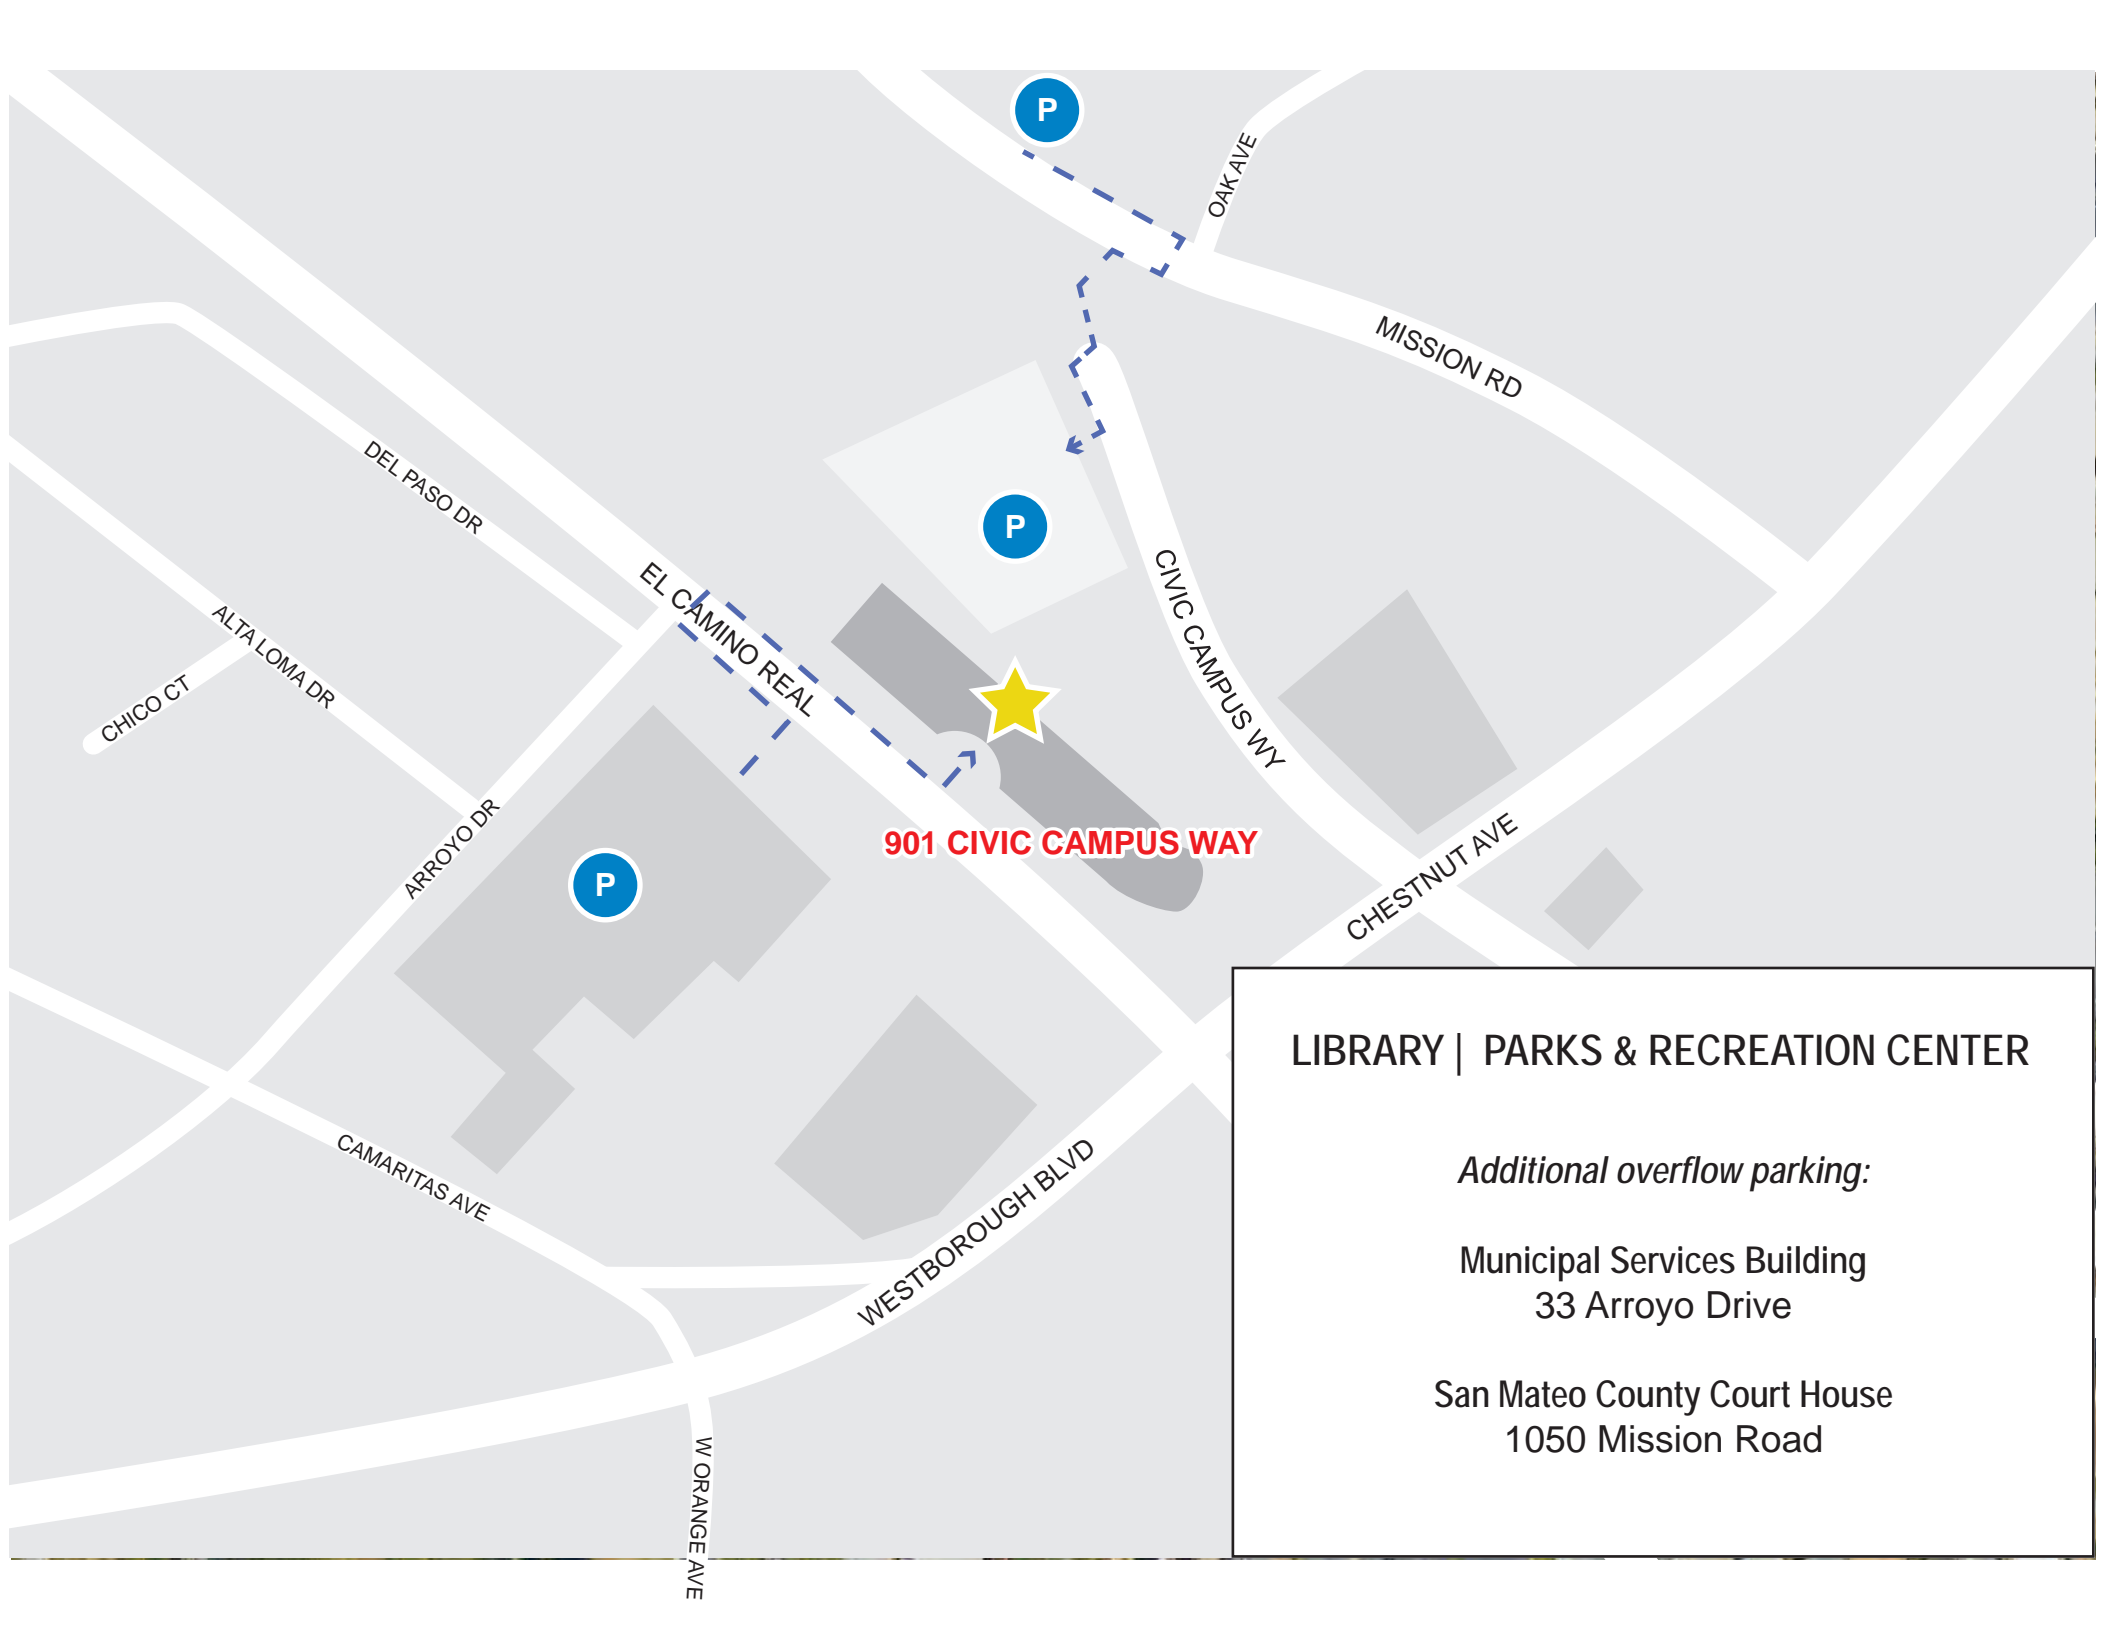 P
OAK AVE
MISSION RD
DEL PASO DR
P
EL CAMINO REAL
CIVIC CAMPUS WY
ALTA LOMA DR
CHICO CT
ARROYO DR
901 CIVIC CAMPUS WAY
P
CHESTNUT AVE
CAMARITAS AVE
WESTBOROUGH BLVD
W ORANGE AVE
LIBRARY | PARKS & RECREATION CENTER
Additional overflow parking:
Municipal Services Building
33 Arroyo Drive
San Mateo County Court House
1050 Mission Road